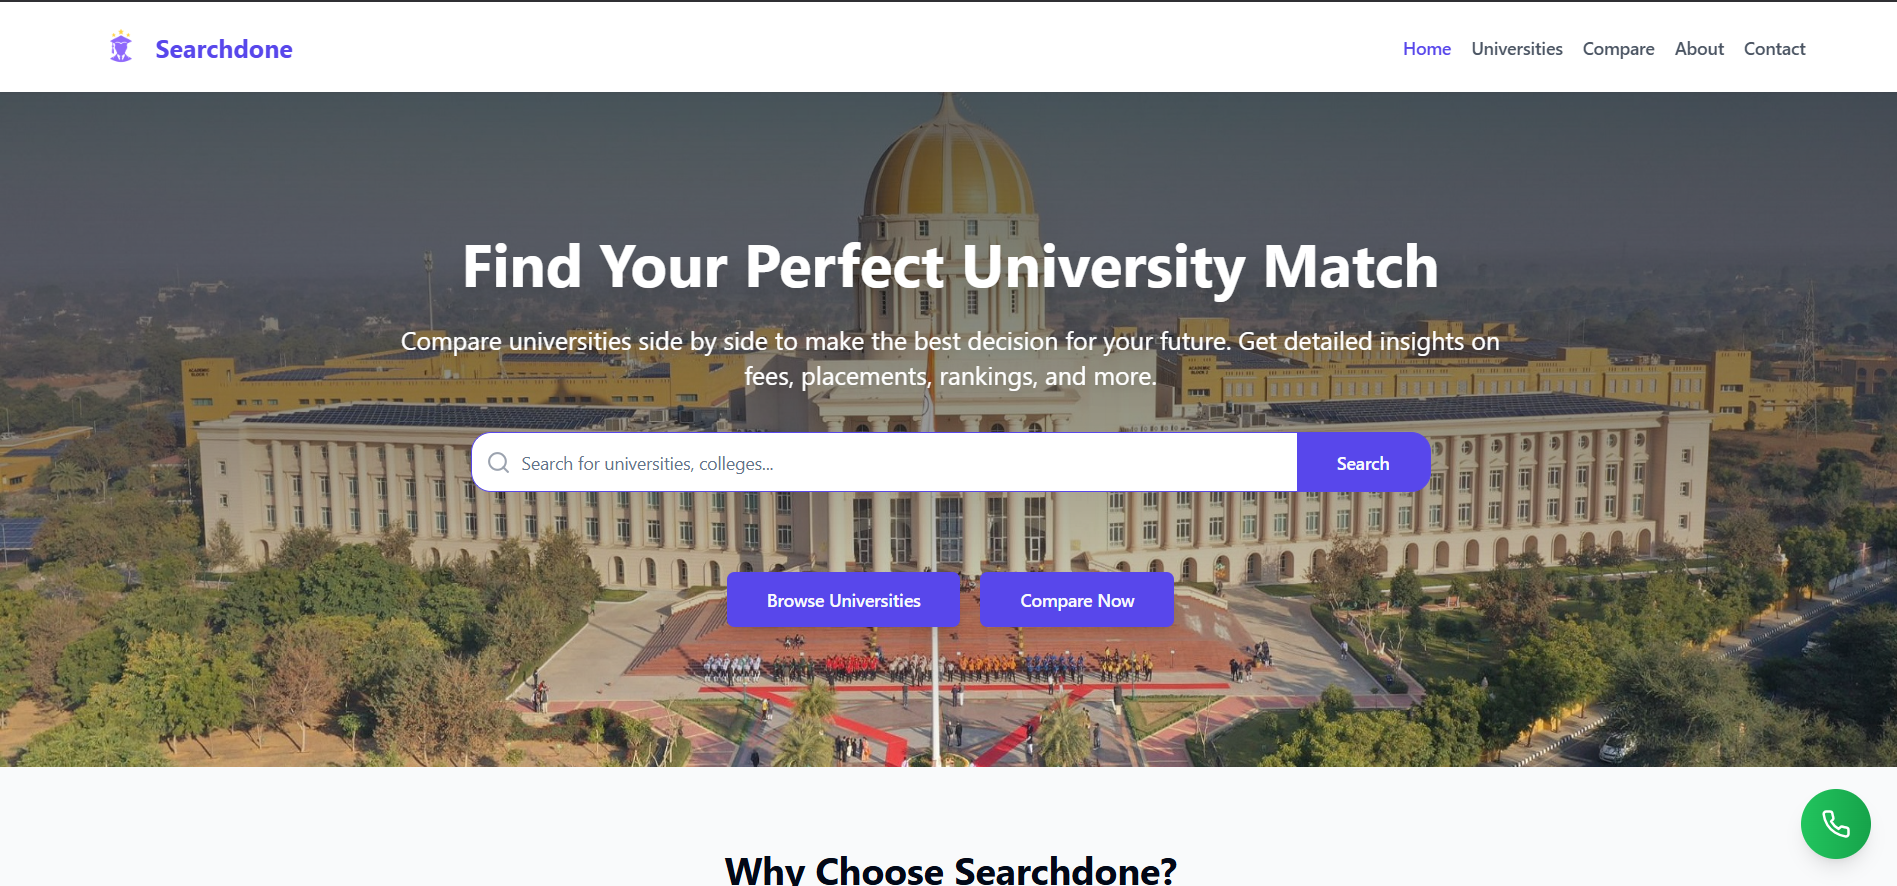 Searchdone
Home Universities Compare About Contact
Find Your Perfect University Match
Compare universities side by side to make the best decision for your future. Get detailed insights on
fees, placements, rankings, and more.
Search for universities, colleges...
Search
Browse Universities
Compare Now
Why Choose Searchdone?